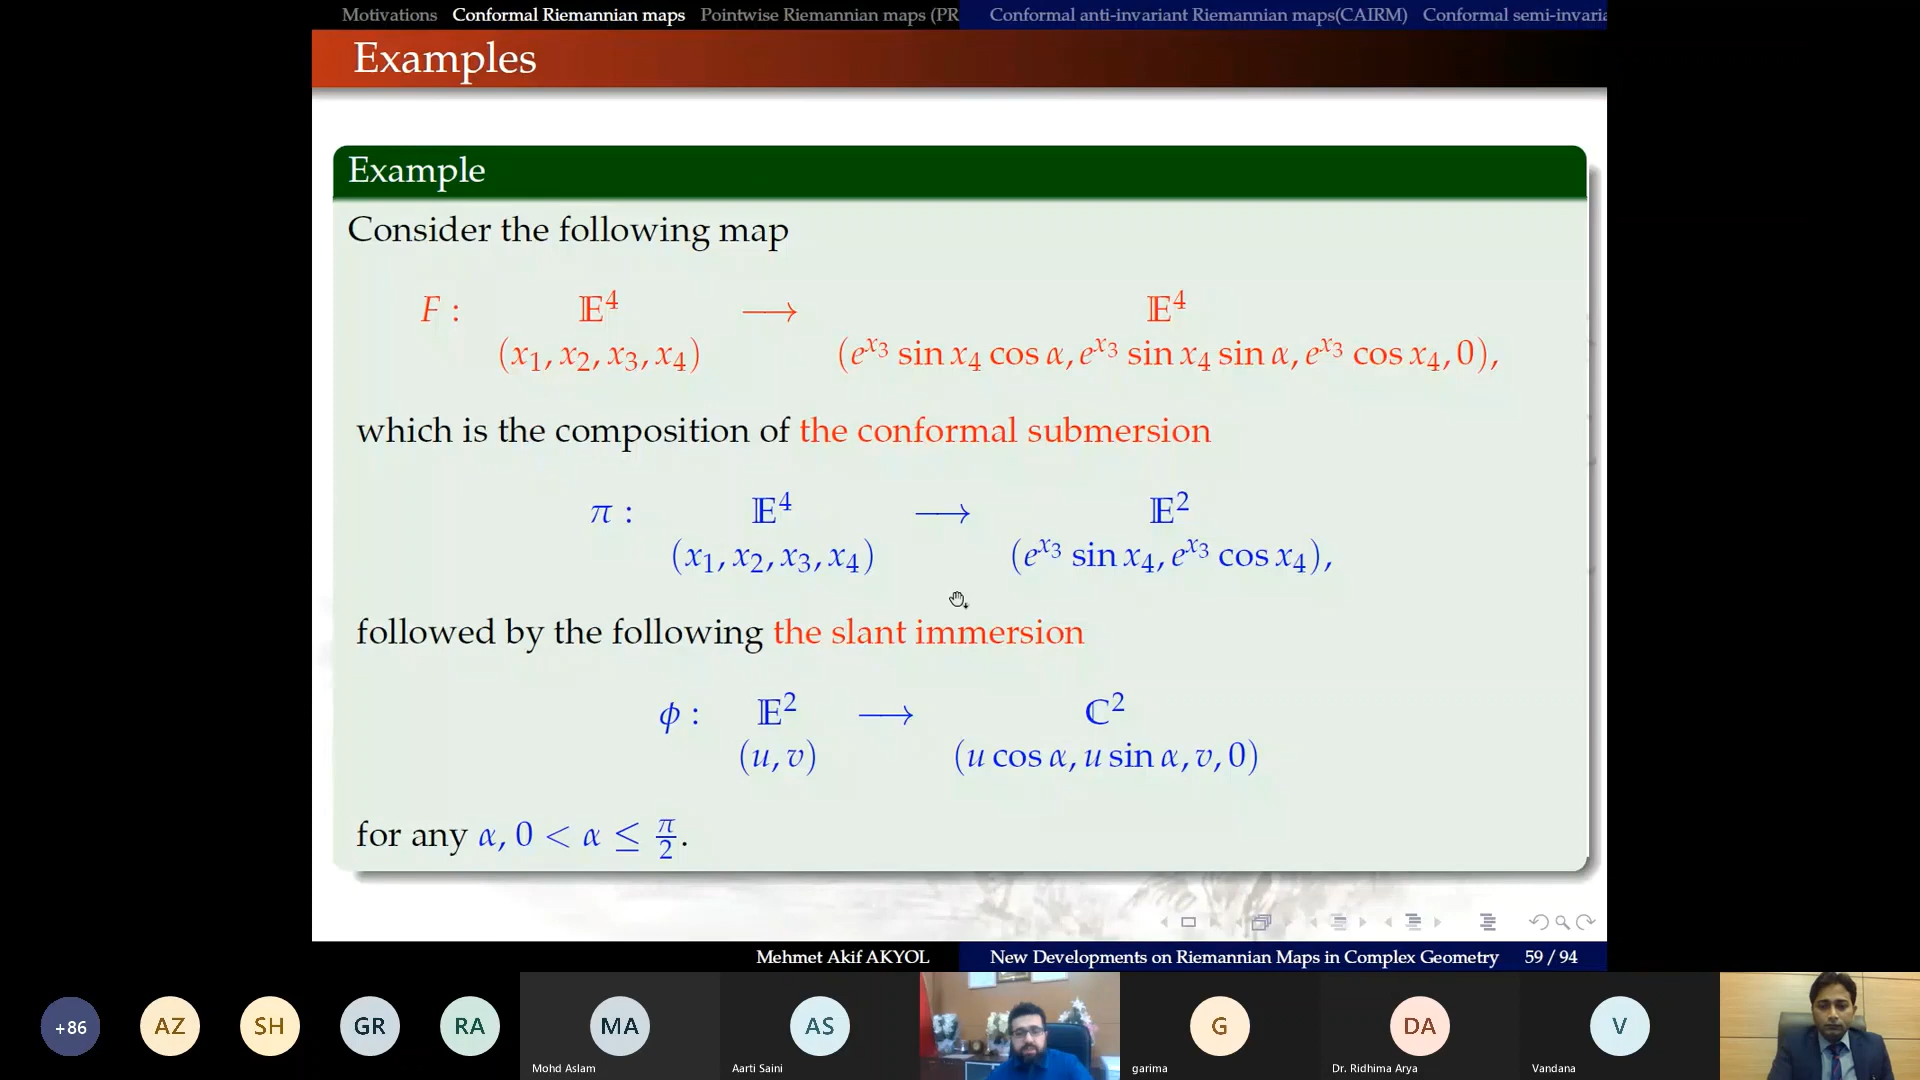 Motivations Conformal Riemannian maps Pointwise Riemannian maps (PR Conformal anti-invariant Riemannian maps(CAIRM) Conformal semi-invaria
Examples
Example
Consider the following map
F : 𝔼⁴ ⟶ 𝔼⁴
(x₁, x₂, x₃, x₄) (e^{x₃} sin x₄ cos α, e^{x₃} sin x₄ sin α, e^{x₃} cos x₄, 0),
which is the composition of the conformal submersion
π : 𝔼⁴ ⟶ 𝔼²
(x₁, x₂, x₃, x₄) (e^{x₃} sin x₄, e^{x₃} cos x₄),
followed by the following the slant immersion
ϕ : 𝔼² ⟶ ℂ²
(u, v) (u cos α, u sin α, v, 0)
for any α, 0 < α ≤ π/2.
Mehmet Akif AKYOL New Developments on Riemannian Maps in Complex Geometry 59 / 94
+86 AZ SH GR RA MA AS G DA V
Mohd Aslam Aarti Saini garima Dr. Ridhima Arya Vandana